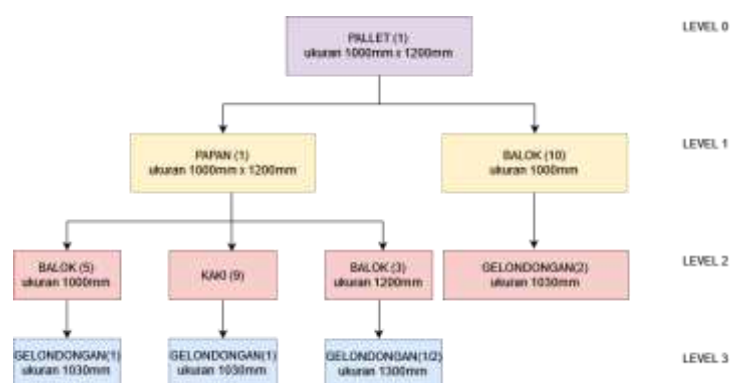 PALLET (1)
ukuran 1000mm x 1200mm
LEVEL 0
PAPAN (1)
ukuran 1000mm x 1200mm
BALOK (10)
ukuran 1000mm
LEVEL 1
BALOK (5)
ukuran 1000mm
KAKI (9)
BALOK (3)
ukuran 1200mm
GELONDONGAN(2)
ukuran 1030mm
LEVEL 2
GELONDONGAN(1)
ukuran 1030mm
GELONDONGAN(1)
ukuran 1030mm
GELONDONGAN(1/2)
ukuran 1300mm
LEVEL 3